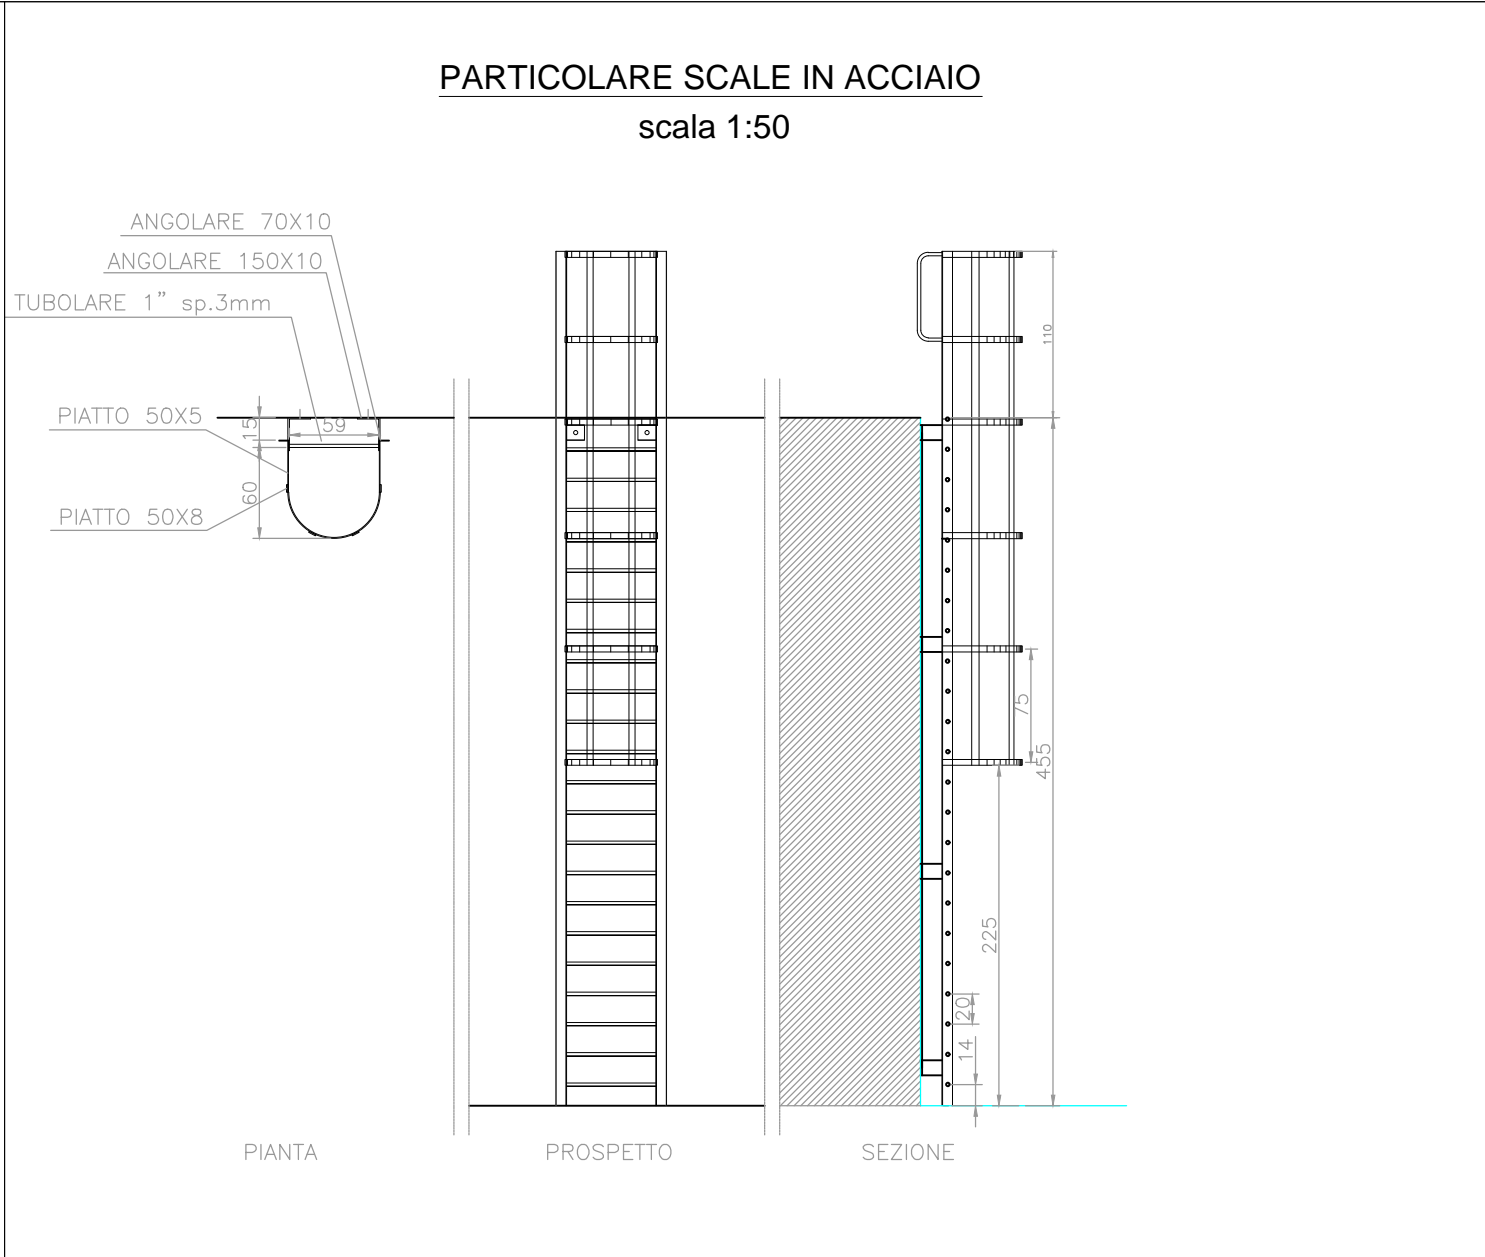 PARTICOLARE SCALE IN ACCIAIO
scala 1:50
ANGOLARE 70X10
ANGOLARE 150X10
TUBOLARE 1” sp.3mm
PIATTO 50X5
15
59
60
PIATTO 50X8
110
75
455
225
20
14
PIANTA
PROSPETTO
SEZIONE